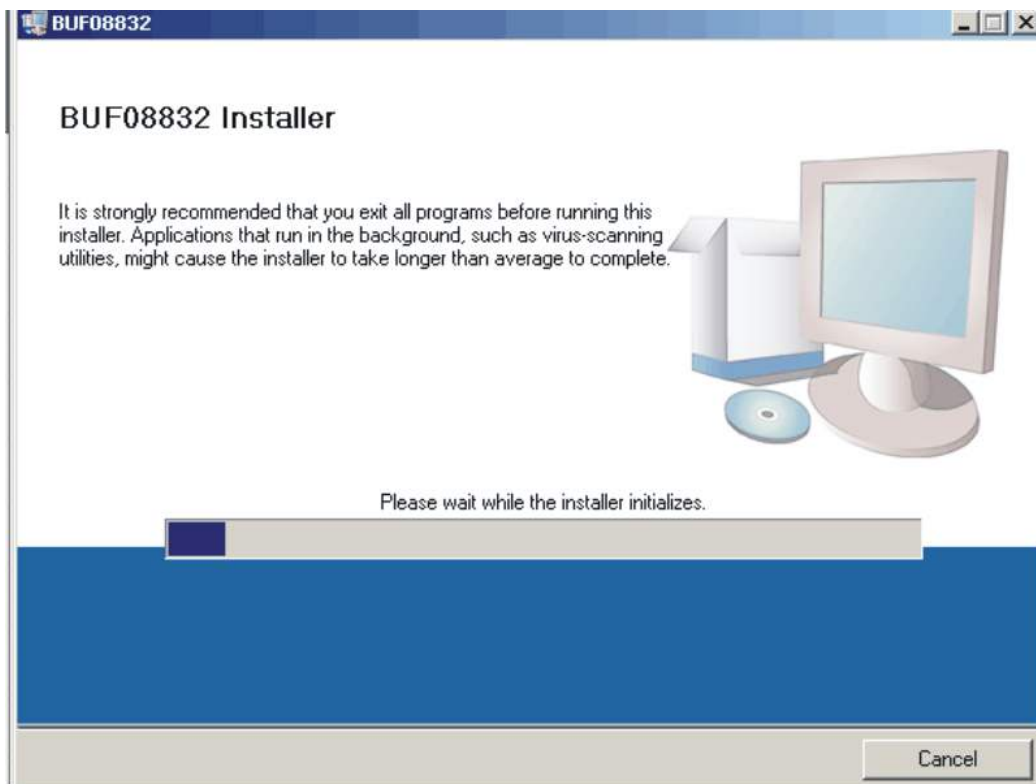 BUF08832
BUF08832 Installer
It is strongly recommended that you exit all programs before running this
installer. Applications that run in the background, such as virus-scanning
utilities, might cause the installer to take longer than average to complete.
Please wait while the installer initializes.
Cancel